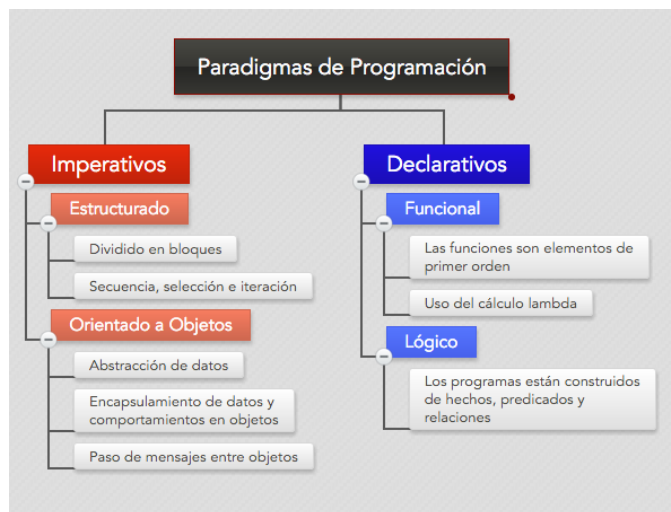 Paradigmas de Programación
Imperativos
Estructurado
Dividido en bloques
Secuencia, selección e iteración
Orientado a Objetos
Abstracción de datos
Encapsulamiento de datos y
comportamientos en objetos
Paso de mensajes entre objetos
Declarativos
Funcional
Las funciones son elementos de
primer orden
Uso del cálculo lambda
Lógico
Los programas están construidos
de hechos, predicados y
relaciones